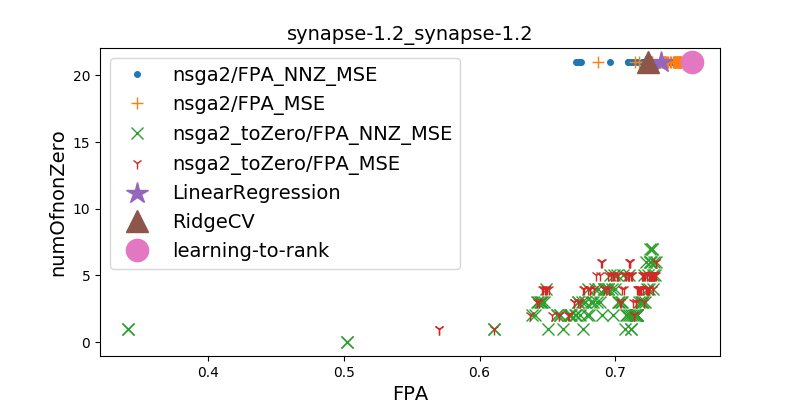 synapse-1.2_synapse-1.2
numOfnonZero
20
15
10
5
0
nsga2/FPA_NNZ_MSE
nsga2/FPA_MSE
nsga2_toZero/FPA_NNZ_MSE
nsga2_toZero/FPA_MSE
LinearRegression
RidgeCV
learning-to-rank
0.4 0.5 0.6 0.7
FPA